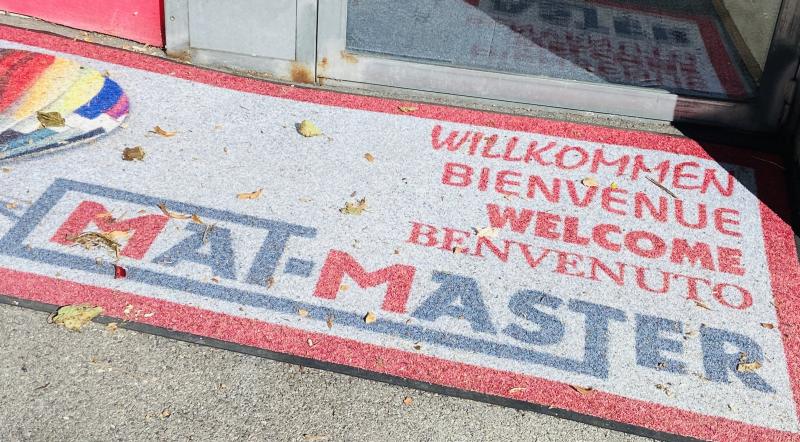 WILLKOMMEN
BIENVENUE
WELCOME
BENVENUTO
MAT-MASTER